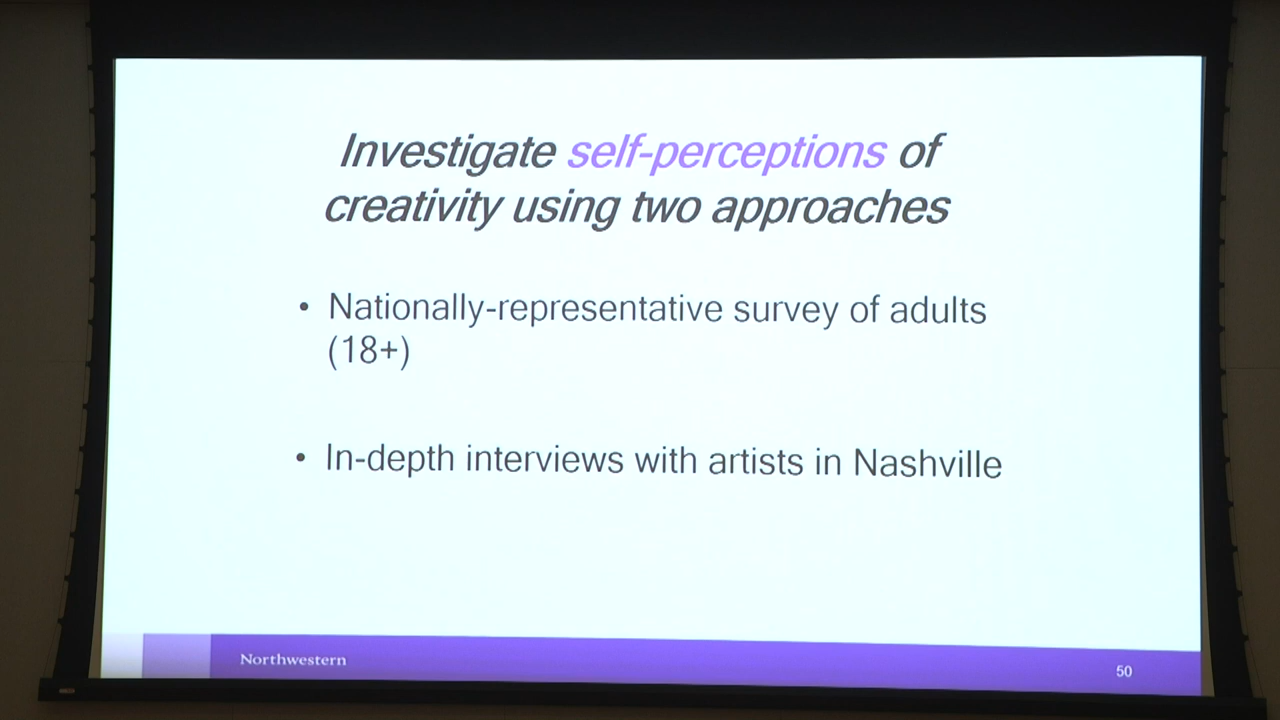 Investigate self-perceptions of
creativity using two approaches
• Nationally-representative survey of adults
(18+)
• In-depth interviews with artists in Nashville
Northwestern
50